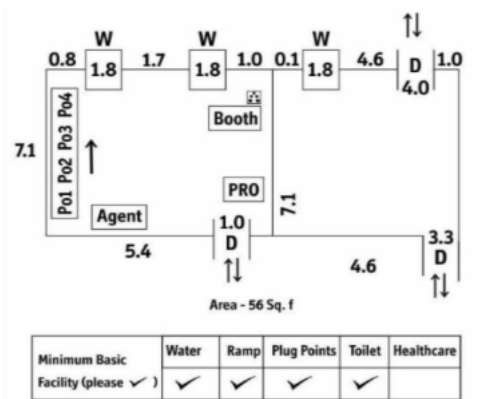 W W W
0.8 1.8 1.7 1.8 1.0 0.1 1.8 4.6 D 1.0
4.0
Booth
7.1
Po1 Po2 Po3 Po4
PRO
7.1
Agent
1.0
D
3.3
D
5.4
4.6
Area - 56 Sq. f
Minimum Basic
Facility (please ✓ )
Water Ramp Plug Points Toilet Healthcare
✓ ✓ ✓ ✓